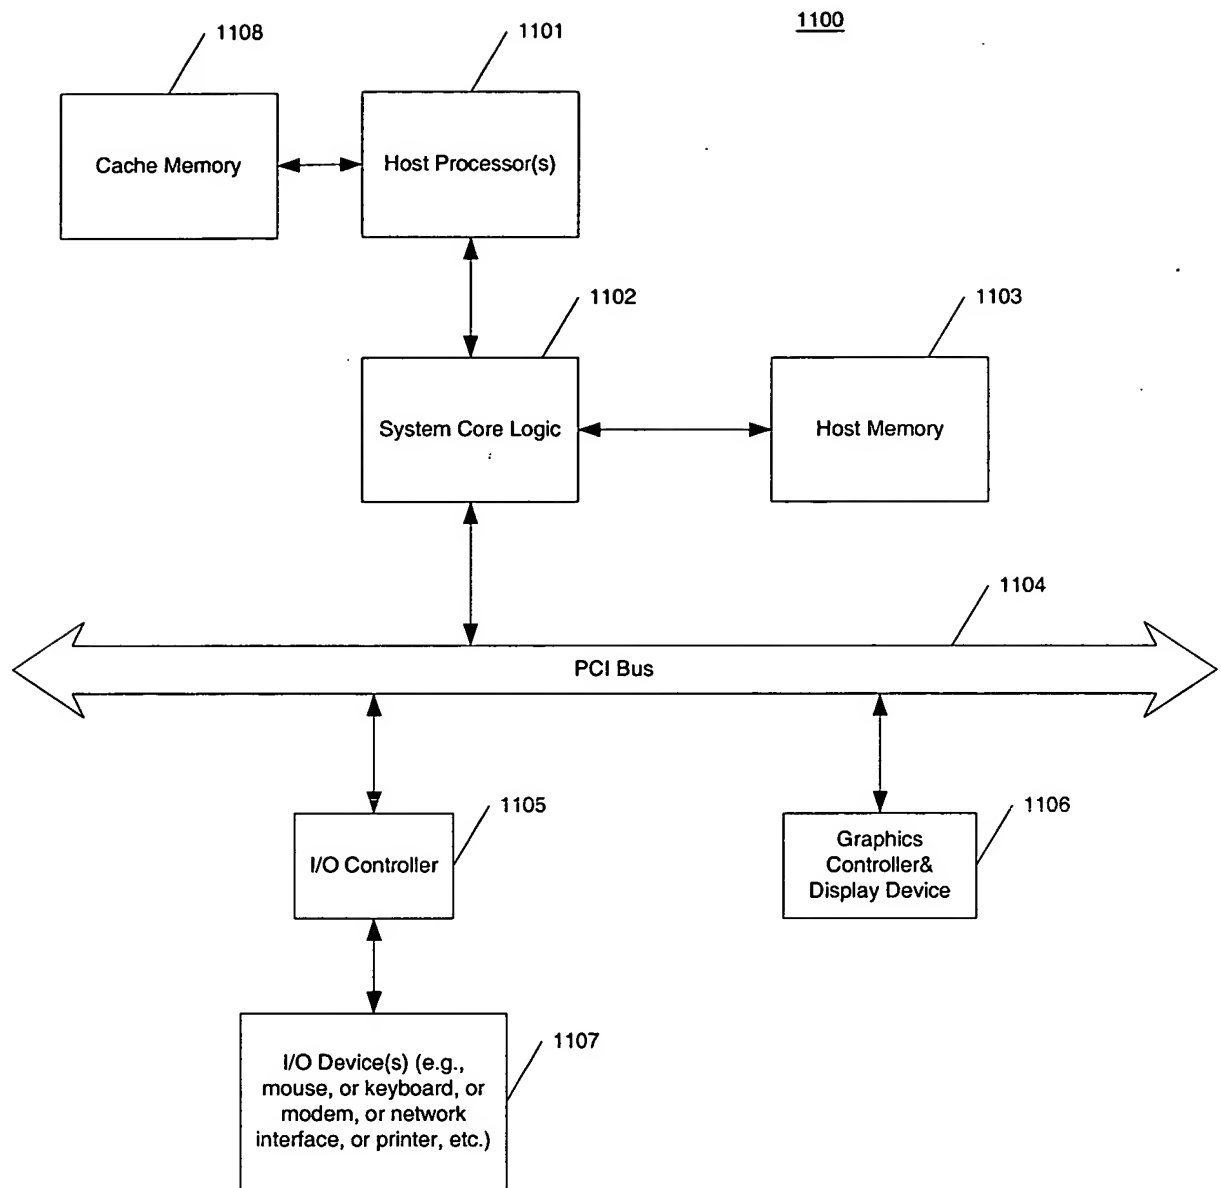 1100
1108
1101
Cache Memory
Host Processor(s)
1102
1103
System Core Logic
Host Memory
1104
PCI Bus
1105
1106
I/O Controller
Graphics
Controller&
Display Device
1107
I/O Device(s) (e.g.,
mouse, or keyboard, or
modem, or network
interface, or printer, etc.)